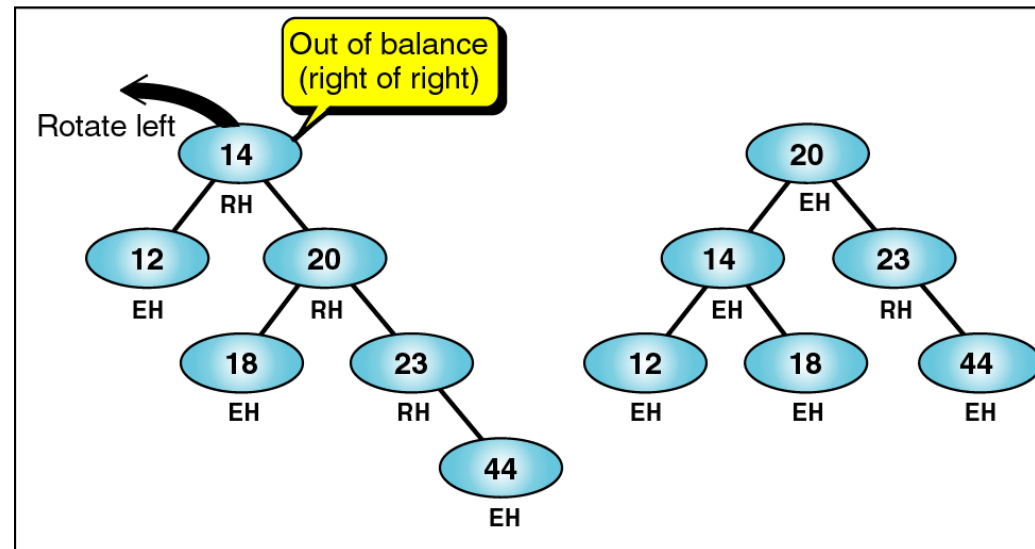 Out of balance
(right of right)
Rotate left
14
RH
12
EH
20
RH
18
EH
23
RH
44
EH
20
EH
14
EH
23
RH
12
EH
18
EH
44
EH